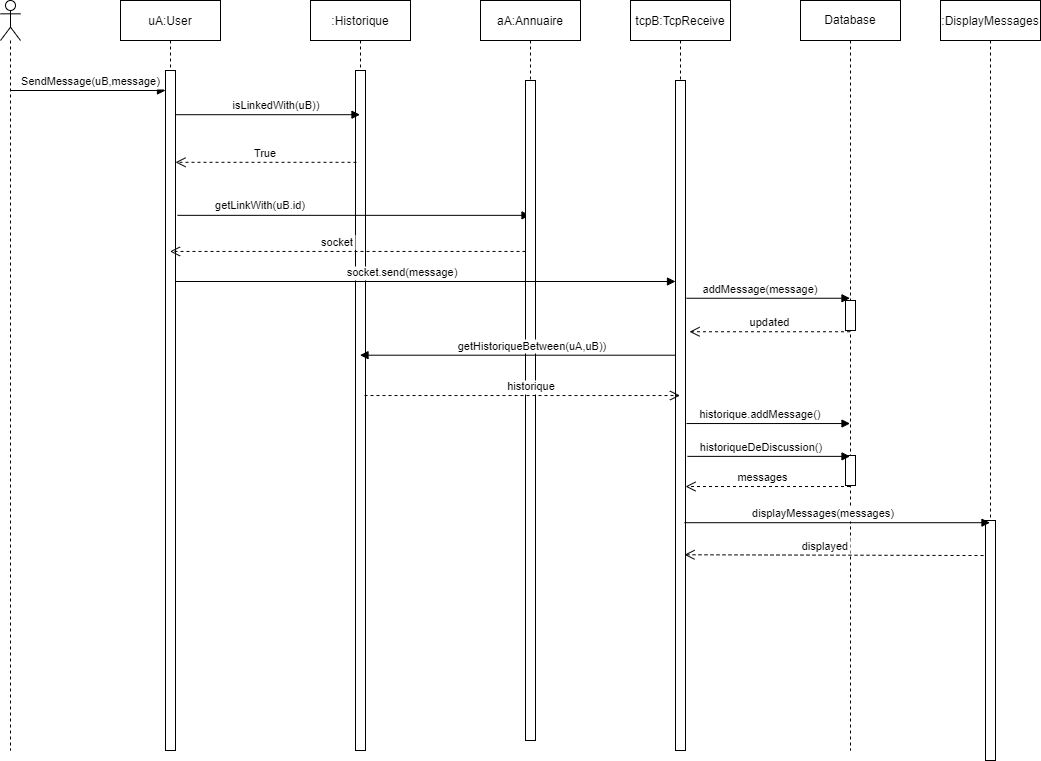 uA:User
:Historique
aA:Annuaire
tcpB:TcpReceive
Database
:DisplayMessages
SendMessage(uB,message)
isLinkedWith(uB))
True
getLinkWith(uB.id)
socket
socket.send(message)
addMessage(message)
updated
getHistoriqueBetween(uA,uB))
historique
historique.addMessage()
historiqueDeDiscussion()
messages
displayMessages(messages)
displayed